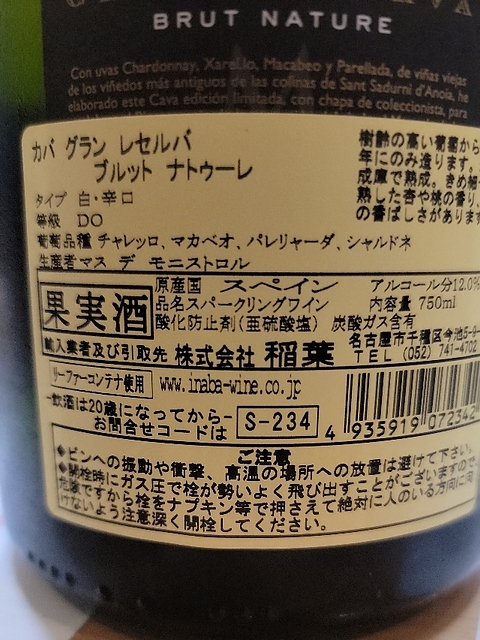 BRUT NATURE
Con uvas Chardonnay, Xarel.lo, Macabeo y Parellada, de viñas viejas
de los viñedos más antiguos de las colinas de Sant Sadurní d'Anoia, he
elaborado este Cava edición limitada, con chapa de coleccionista, para
カバ グラン レセルバ
ブルット ナトゥーレ
タイプ 白・辛口
等級 DO
樹齢の高い葡萄から
年にのみ造ります。
成庫で熟成。きめ細
熟した杏や桃の香り、
の香ばしさがあります
葡萄品種 チャレッロ、マカベオ、パレリャーダ、シャルドネ
生産者 マス デ モニストロル
果実酒
原産国 スペイン アルコール分12.0%
品名 スパークリングワイン 内容量 750ml
酸化防止剤(亜硫酸塩) 炭酸ガス含有
輸入業者及び引取先 株式会社 稲葉
名古屋市千種区今池5-9-
TEL (052) 741-4702
リーファーコンテナ使用 www.inaba-wine.co.jp
飲酒は20歳になってから
お問合せコードは S-234
4 935919 072342
ご注意
◆ビンへの振動や衝撃、高温の場所への放置は避けて下さい。
◆開栓時にガス圧で栓が勢いよく飛び出すことがございますので、
危険ですから栓をナプキン等で押さえて絶対に人のいる方向に向
けないよう注意深く開栓してください。